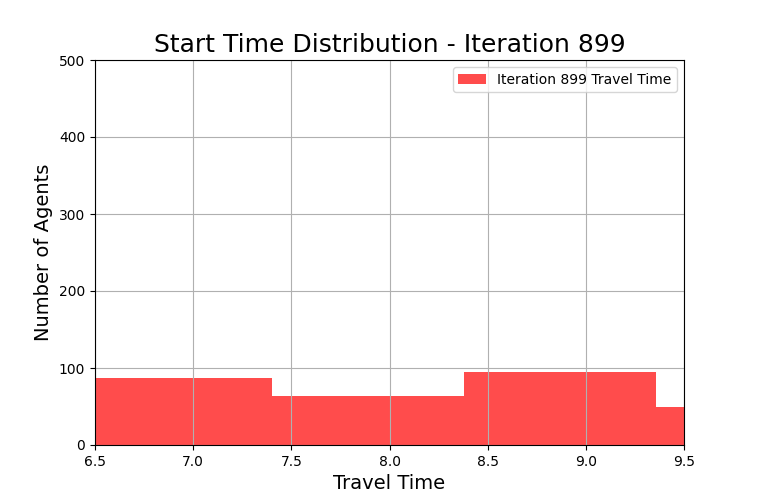 Start Time Distribution - Iteration 899
500
Iteration 899 Travel Time
400
300
200
100
0
Number of Agents
6.5 7.0 7.5 8.0 8.5 9.0 9.5
Travel Time